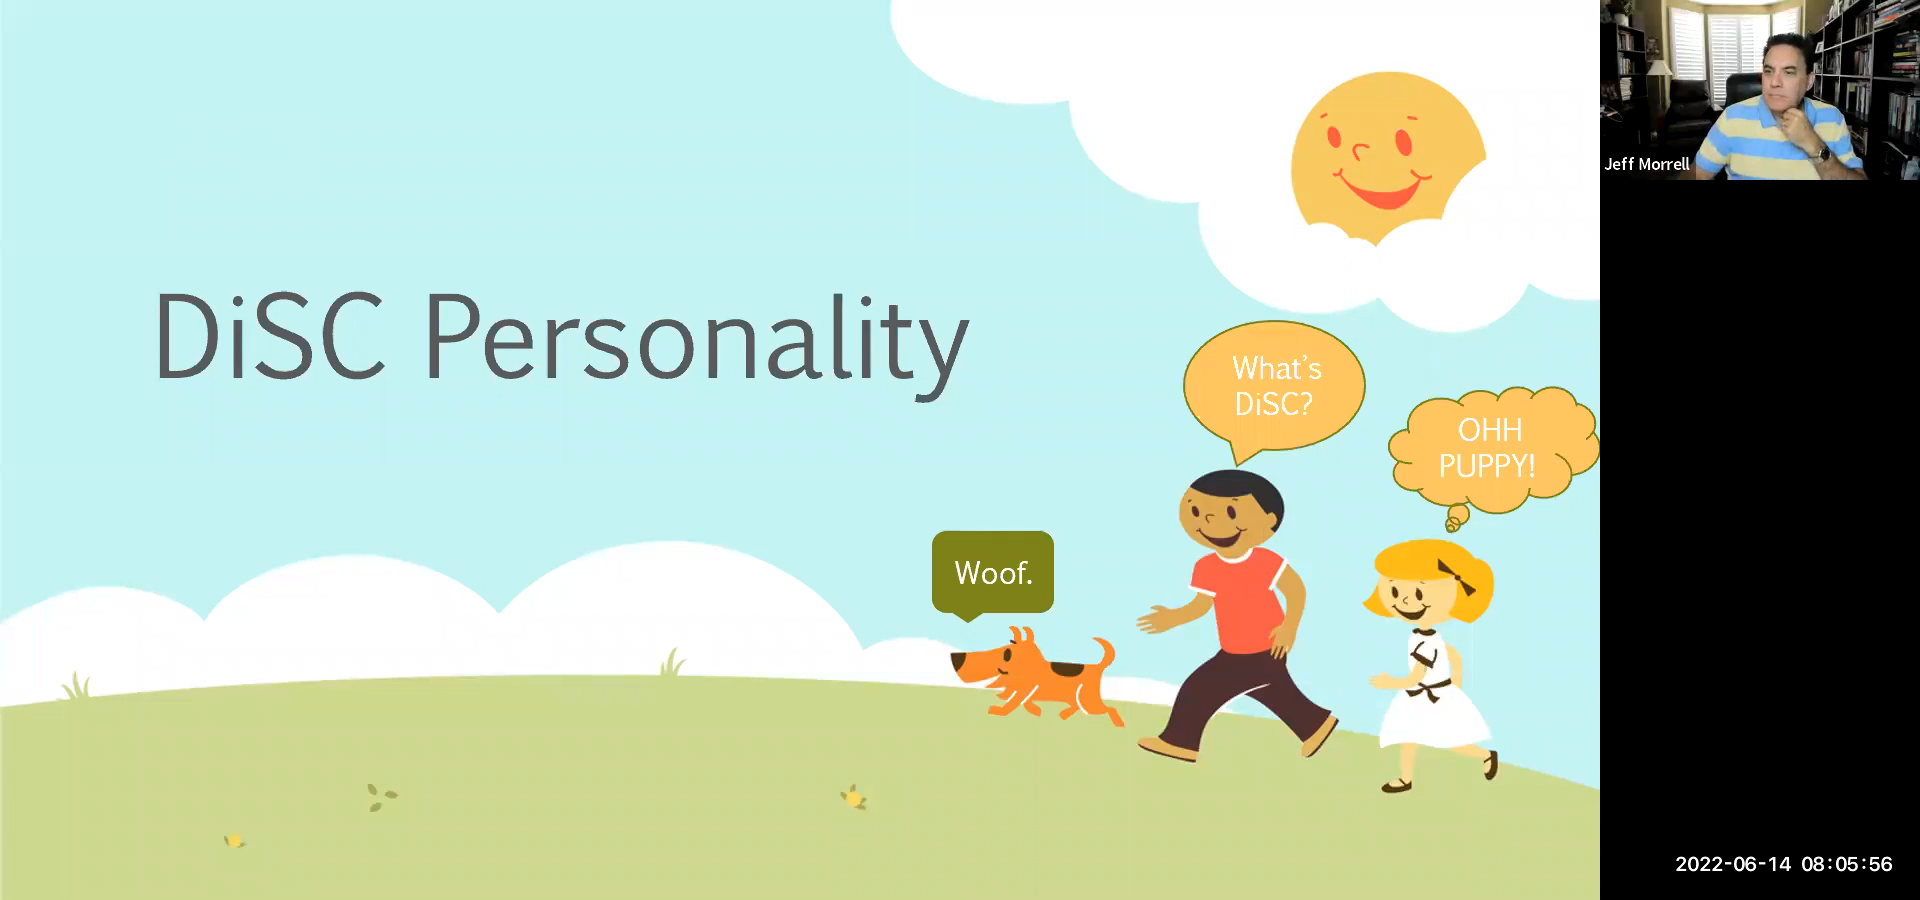 DiSC Personality
What's
DiSC?
OHH
PUPPY!
Woof.
Jeff Morrell
2022-06-14 08:05:56